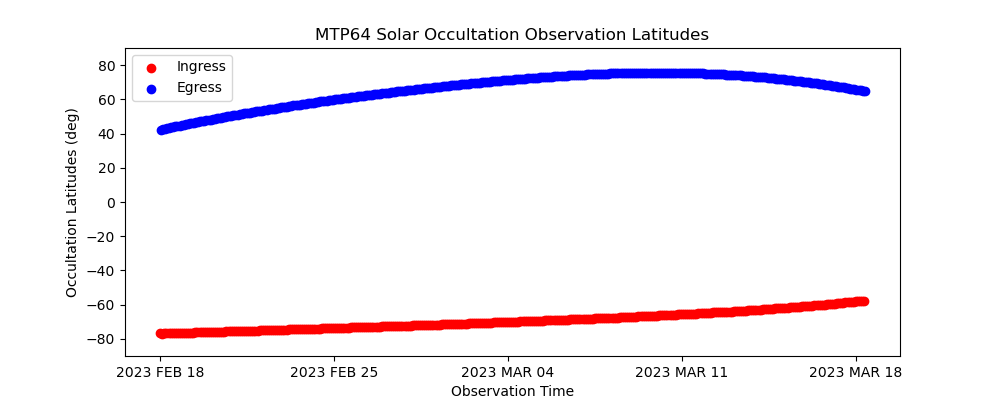 MTP64 Solar Occultation Observation Latitudes
Ingress
Egress
Occultation Latitudes (deg)
80
60
40
20
0
−20
−40
−60
−80
2023 FEB 18
2023 FEB 25
2023 MAR 04
2023 MAR 11
2023 MAR 18
Observation Time